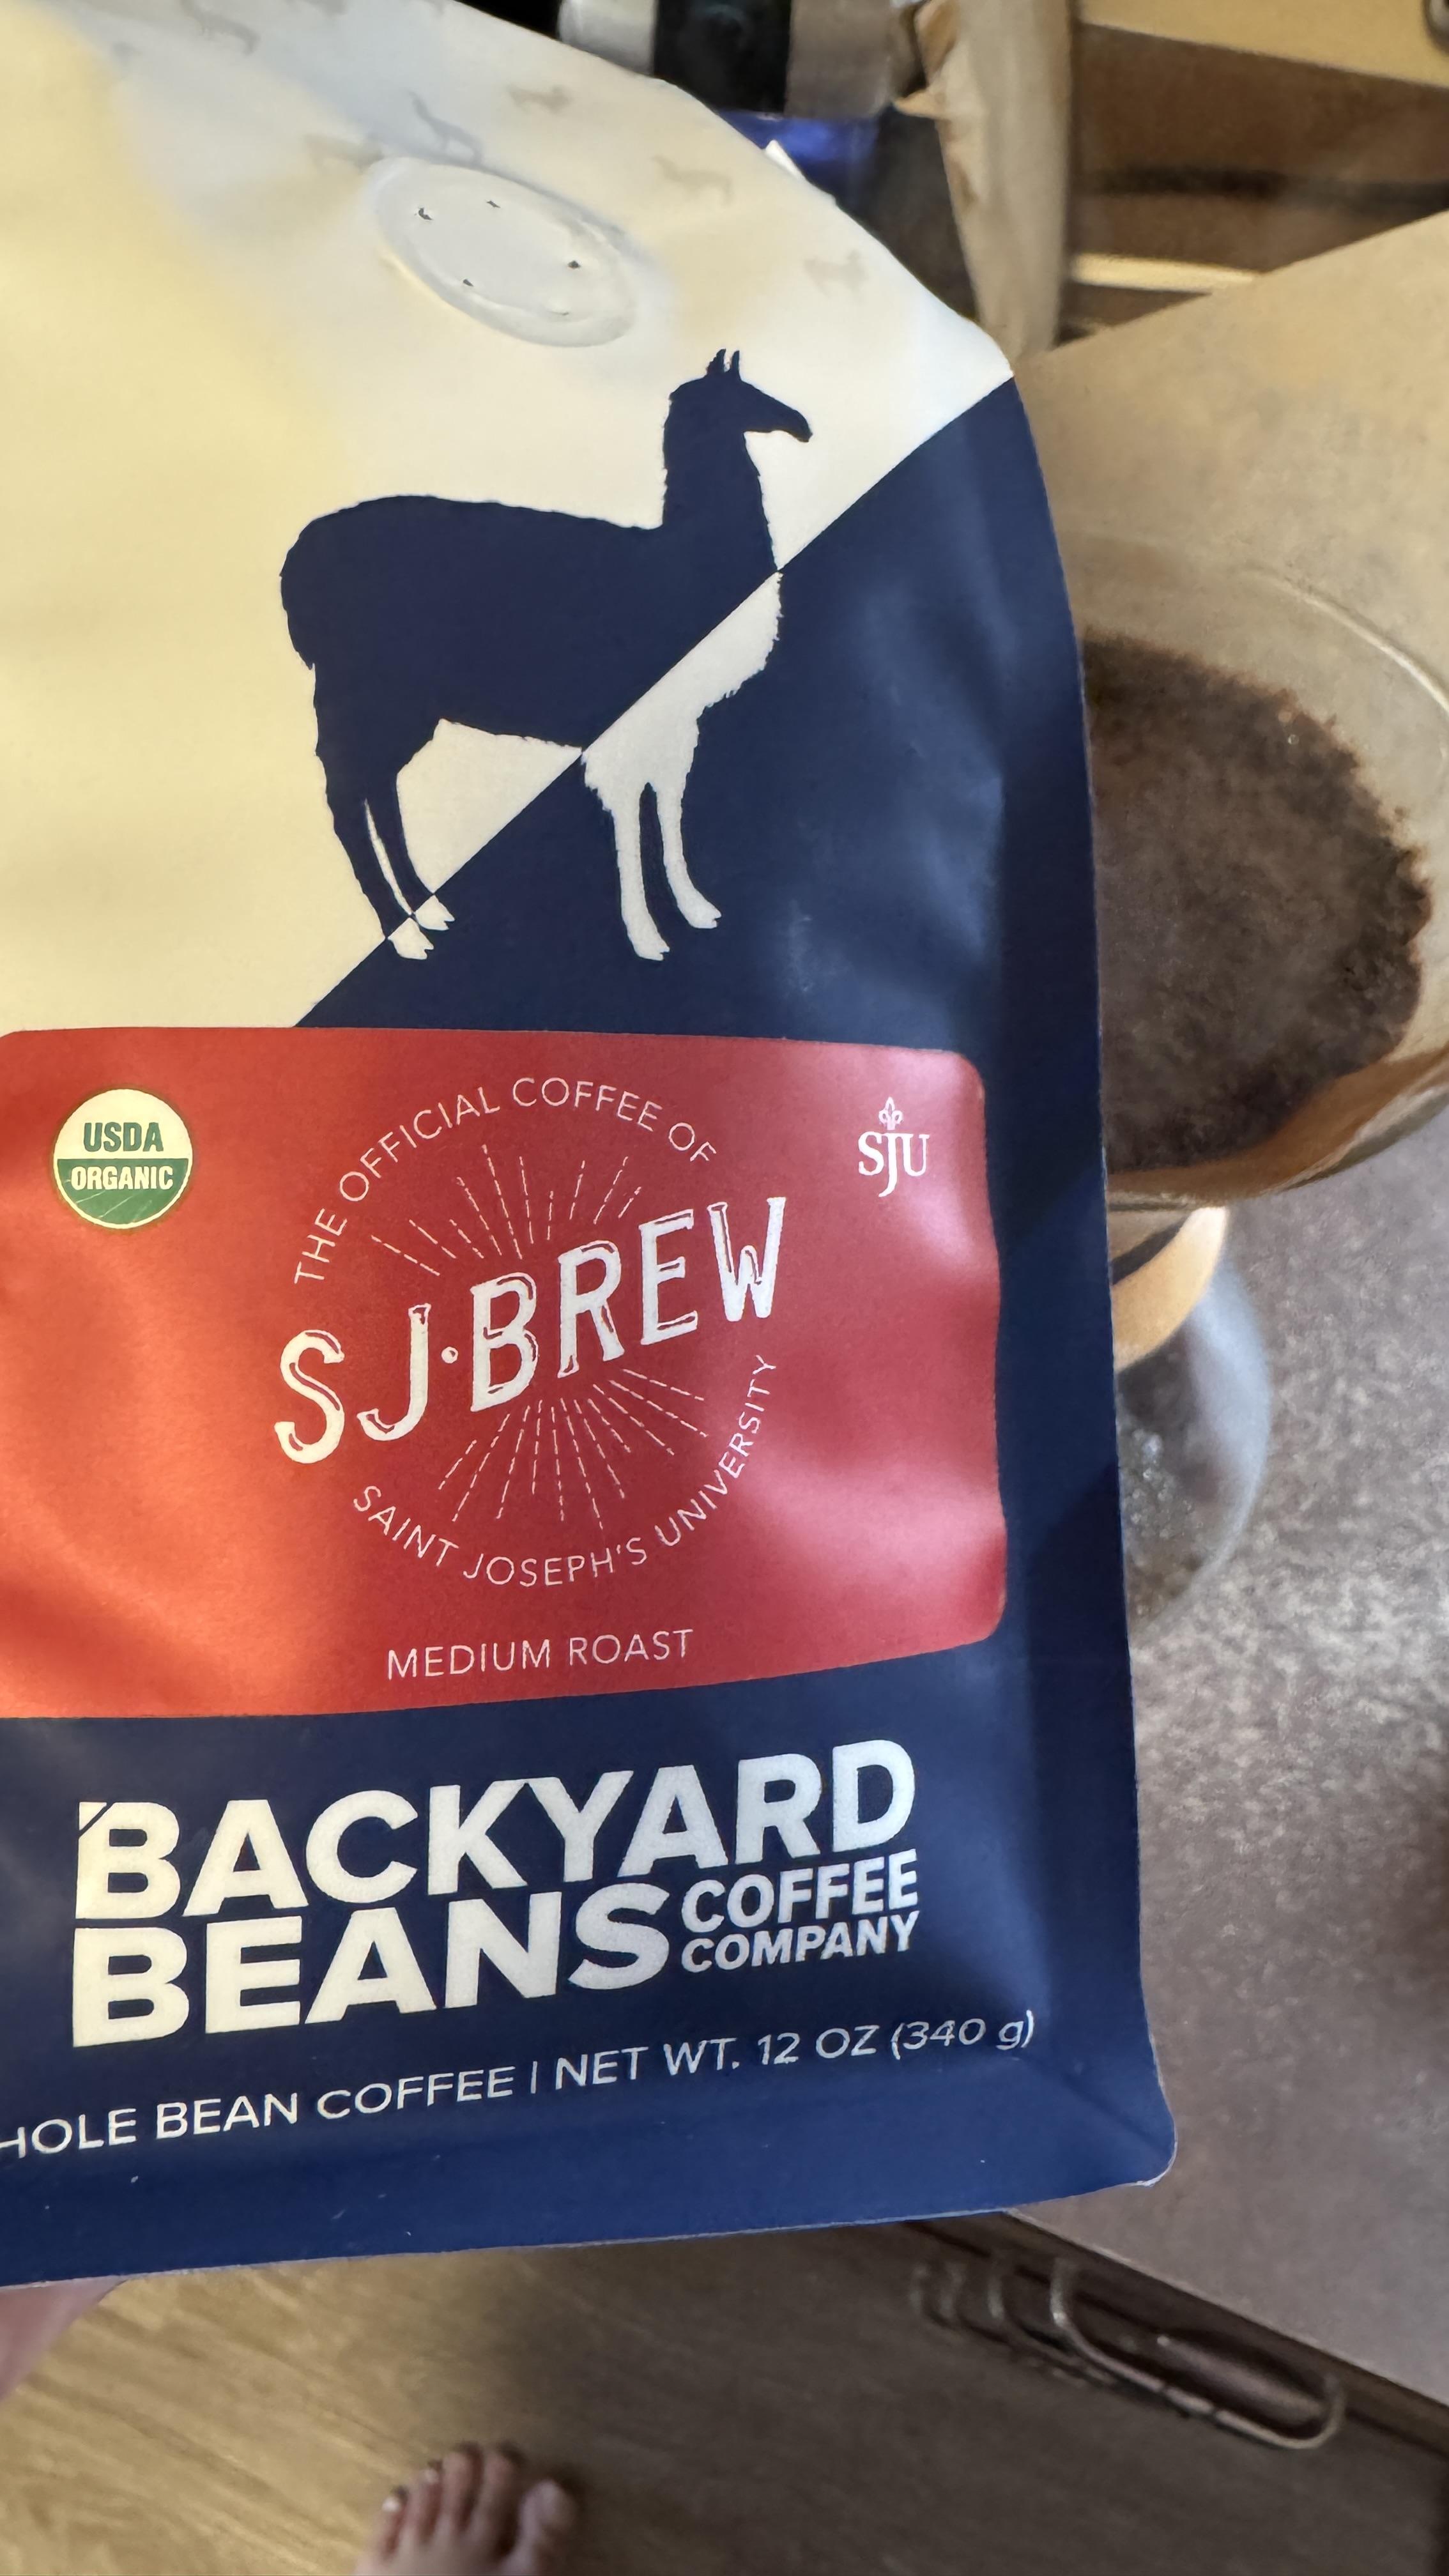 USDA
ORGANIC
THE OFFICIAL COFFEE OF
SJU
SJ·BREW
SAINT JOSEPH'S UNIVERSITY
MEDIUM ROAST
BACKYARD
BEANS COFFEE
COMPANY
HOLE BEAN COFFEE | NET WT. 12 OZ (340 g)